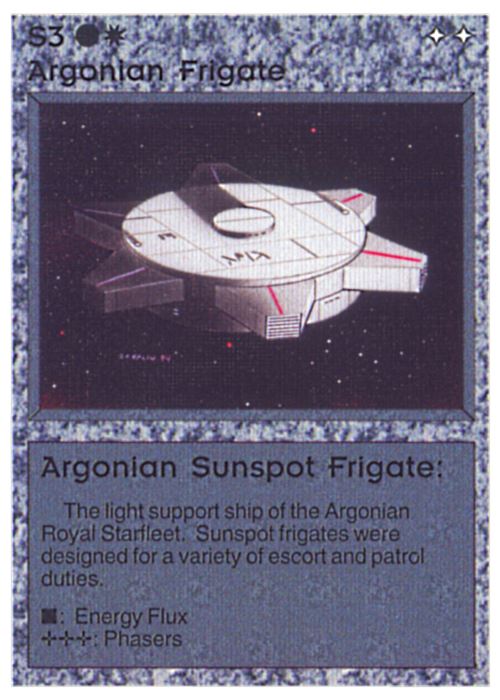 S3
Argonian Frigate
Argonian Sunspot Frigate:
The light support ship of the Argonian
Royal Starfleet. Sunspot frigates were
designed for a variety of escort and patrol
duties.
■: Energy Flux
✢✢✢: Phasers